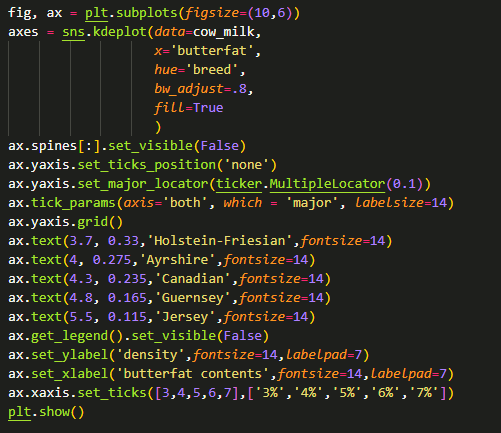 fig, ax = plt.subplots(figsize=(10,6))
axes = sns.kdeplot(data=cow_milk,
x='butterfat',
hue='breed',
bw_adjust=.8,
fill=True
)
ax.spines[:].set_visible(False)
ax.yaxis.set_ticks_position('none')
ax.yaxis.set_major_locator(ticker.MultipleLocator(0.1))
ax.tick_params(axis='both', which = 'major', labelsize=14)
ax.yaxis.grid()
ax.text(3.7, 0.33,'Holstein-Friesian',fontsize=14)
ax.text(4, 0.275,'Ayrshire',fontsize=14)
ax.text(4.3, 0.235,'Canadian',fontsize=14)
ax.text(4.8, 0.165,'Guernsey',fontsize=14)
ax.text(5.5, 0.115,'Jersey',fontsize=14)
ax.get_legend().set_visible(False)
ax.set_ylabel('density',fontsize=14,labelpad=7)
ax.set_xlabel('butterfat contents',fontsize=14,labelpad=7)
ax.xaxis.set_ticks([3,4,5,6,7],['3%','4%','5%','6%','7%'])
plt.show()